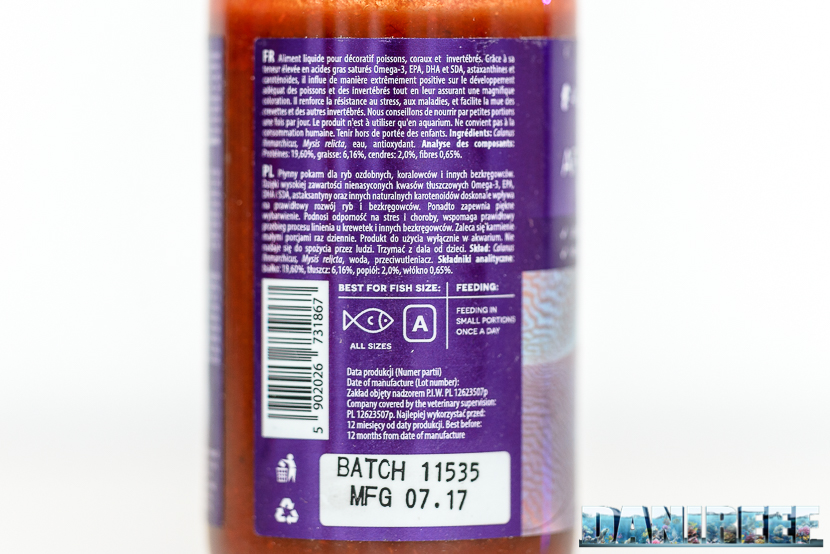 FR Aliment liquide pour décoratif poissons, coraux et invertébrés. Grâce à sa
teneur élevée en acides gras saturés Omega-3, EPA, DHA et SDA, astaxanthines et
caroténoïdes, il influe de manière extrêmement positive sur le développement
adéquat des poissons et des invertébrés tout en leur assurant une magnifique
coloration. Il renforce la résistance au stress, aux maladies, et facilite la mue des
crevettes et des autres invertébrés. Nous conseillons de nourrir par petites portions
une fois par jour. Le produit n'est à utiliser qu'en aquarium. Ne convient pas à la
consommation humaine. Tenir hors de portée des enfants. Ingrédients: Calanus
finmarchicus, Mysis relicta, eau, antioxydant. Analyse des composants:
Protéines: 19,60%, graisse: 6,16%, cendres: 2,0%, fibres 0,65%.
PL Płynny pokarm dla ryb ozdobnych, koralowców i innych bezkręgowców.
Dzięki wysokiej zawartości nienasyconych kwasów tłuszczowych Omega-3, EPA,
DHA i SDA, astaksantyny oraz innych naturalnych karotenoidów doskonale wpływa
na prawidłowy rozwój ryb i bezkręgowców. Ponadto zapewnia piękne
wybarwienie. Podnosi odporność na stres i choroby, wspomaga prawidłowy
przebieg procesu linienia u krewetek i innych bezkręgowców. Zaleca się karmienie
małymi porcjami raz dziennie. Produkt do użycia wyłącznie w akwarium. Nie
nadaje się do spożycia przez ludzi. Trzymać z dala od dzieci. Skład: Calanus
finmarchicus, Mysis relicta, woda, przeciwutleniacz. Składniki analityczne:
Białko: 19,60%, tłuszcz: 6,16%, popiół: 2,0%, włókno 0,65%.
BEST FOR FISH SIZE:
ALL SIZES
A
FEEDING:
FEEDING IN
SMALL PORTIONS
ONCE A DAY
5 902026 731867
Data produkcji (Numer partii)
Date of manufacture (Lot number):
Zakład objęty nadzorem P.I.W. PL 12623507p
Company covered by the veterinary supervision:
PL 12623507p. Najlepiej wykorzystać przed:
12 miesięcy od daty produkcji. Best before:
12 months from date of manufacture
BATCH 11535
MFG 07.17
DANIREEF